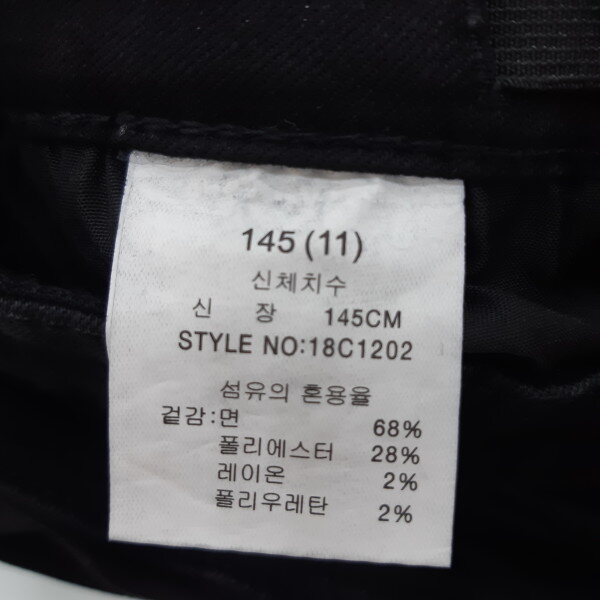 145 (11)
신체치수
신 장 145CM
STYLE NO:18C1202
섬유의 혼용율
겉감:면 68%
폴리에스터 28%
레이온 2%
폴리우레탄 2%